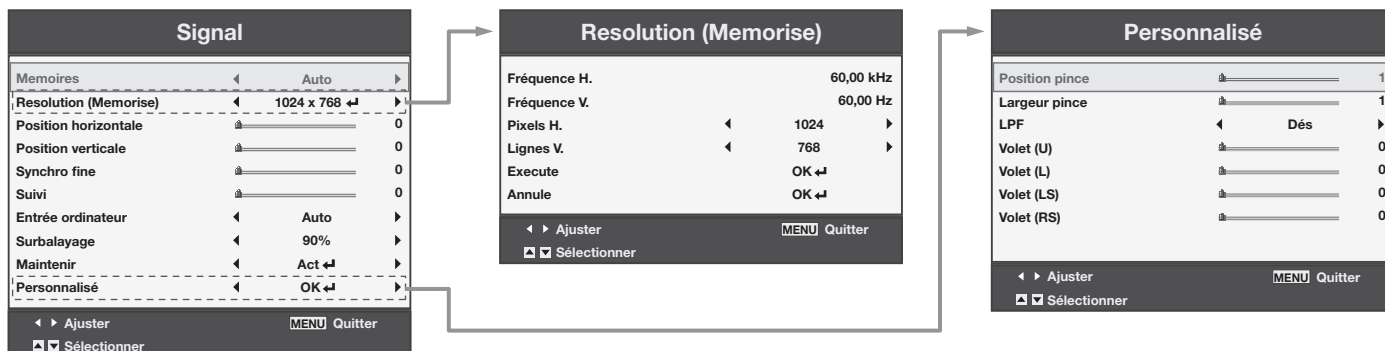 Signal
Memoires Auto
Resolution (Memorise) 1024 x 768
Position horizontale 0
Position verticale 0
Synchro fine 0
Suivi 0
Entrée ordinateur Auto
Surbalayage 90%
Maintenir Act
Personnalisé OK
Ajuster MENU Quitter
Sélectionner
Resolution (Memorise)
Fréquence H. 60,00 kHz
Fréquence V. 60,00 Hz
Pixels H. 1024
Lignes V. 768
Execute OK
Annule OK
Ajuster MENU Quitter
Sélectionner
Personnalisé
Position pince 1
Largeur pince 1
LPF Dés
Volet (U) 0
Volet (L) 0
Volet (LS) 0
Volet (RS) 0
Ajuster MENU Quitter
Sélectionner